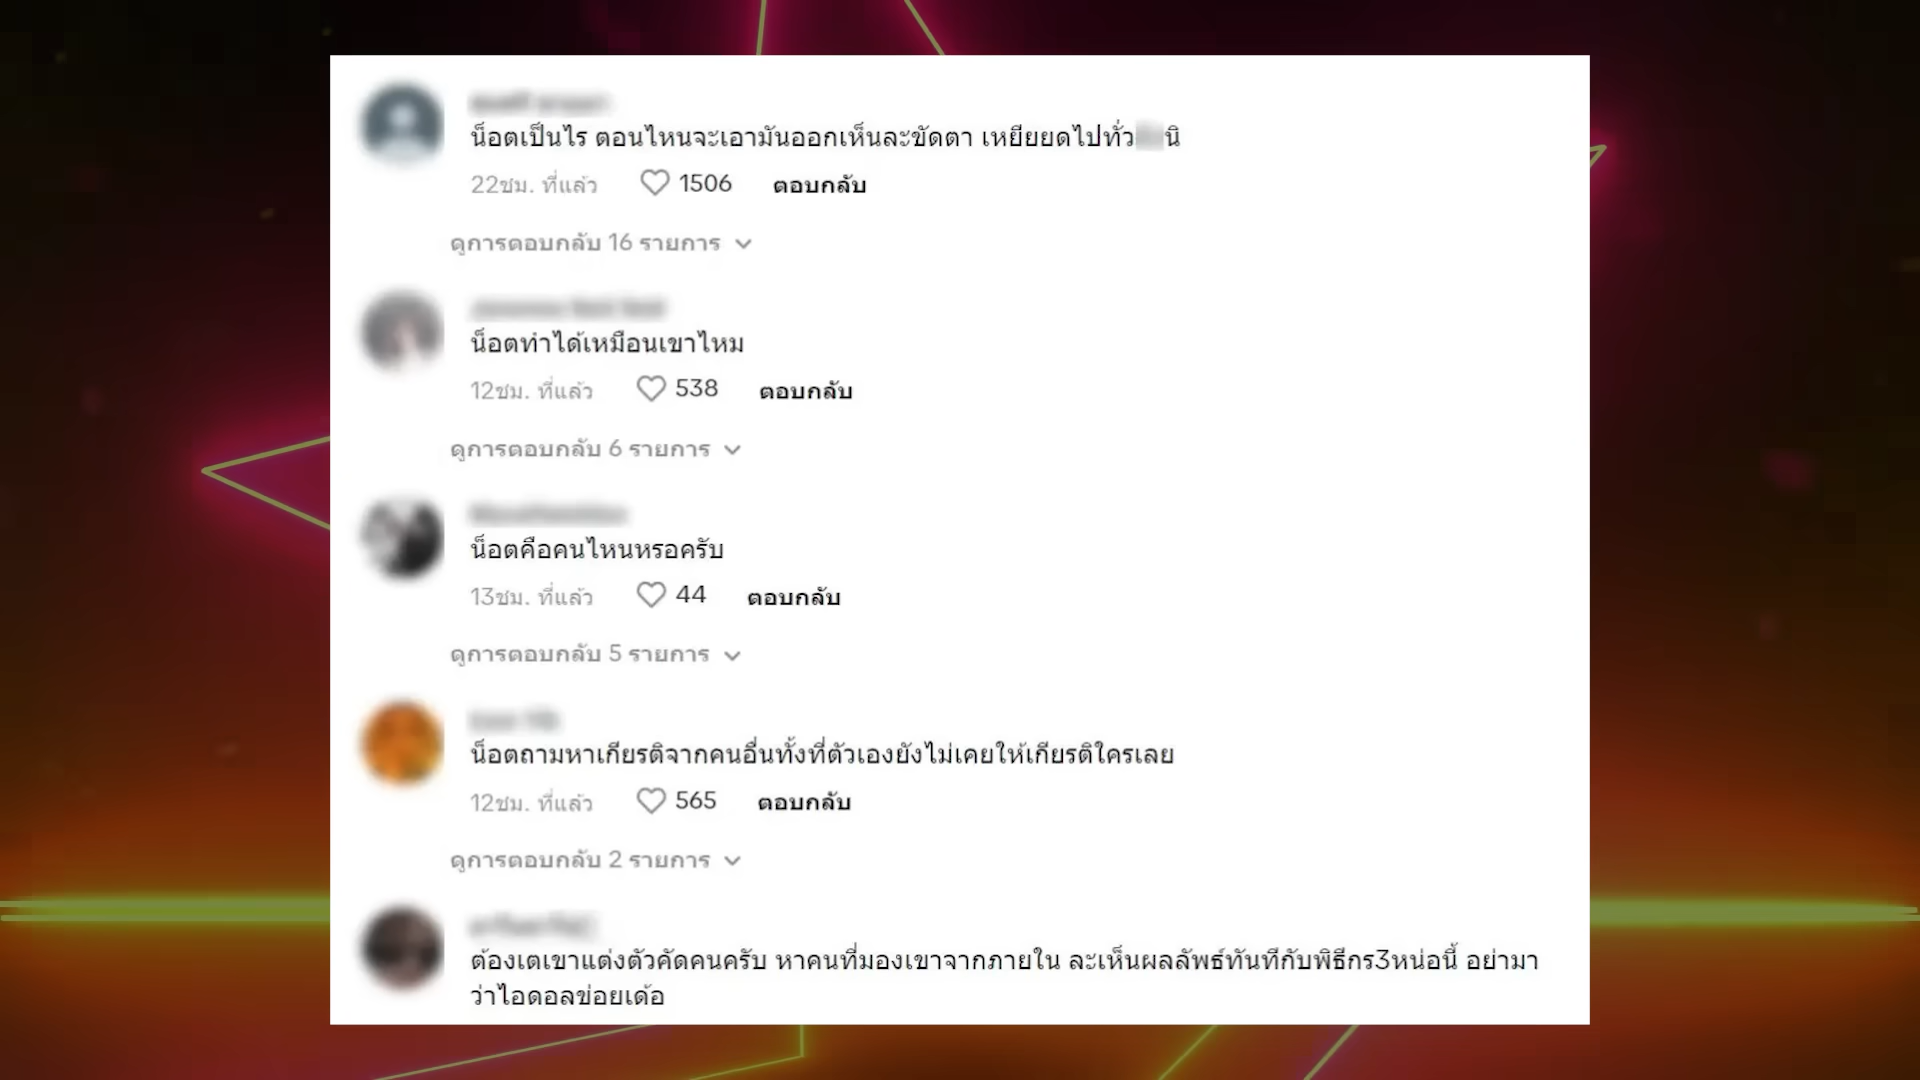 น็อตเป็นไร ตอนไหนจะเอามันออกเห็นละขัดตา เหยียยดไปทั่ว นิ
22ชม. ที่แล้ว 1506 ตอบกลับ
ดูการตอบกลับ 16 รายการ
น็อตทำได้เหมือนเขาไหม
12ชม. ที่แล้ว 538 ตอบกลับ
ดูการตอบกลับ 6 รายการ
น็อตคือคนไหนหรอครับ
13ชม. ที่แล้ว 44 ตอบกลับ
ดูการตอบกลับ 5 รายการ
น็อตถามหาเกียรติจากคนอื่นทั้งที่ตัวเองยังไม่เคยให้เกียรติใครเลย
12ชม. ที่แล้ว 565 ตอบกลับ
ดูการตอบกลับ 2 รายการ
ต้องเตเขาแต่งตัวคัดคนครับ หาคนที่มองเขาจากภายใน ละเห็นผลลัพธ์ทันทีกับพิธีกร3หน่อนี้ อย่ามา
ว่าไอดอลข่อยเด้อ